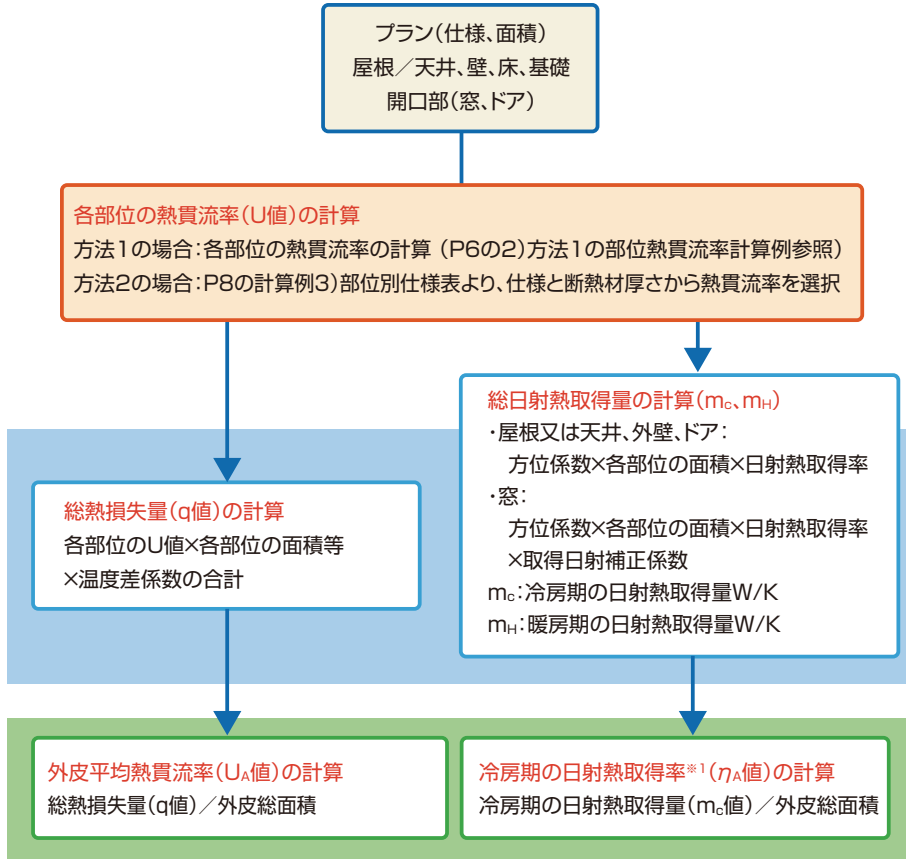 プラン（仕様、面積）
屋根／天井、壁、床、基礎
開口部（窓、ドア）
各部位の熱貫流率（U値）の計算
方法1の場合：各部位の熱貫流率の計算 （P6の2）方法1の部位熱貫流率計算例参照）
方法2の場合：P8の計算例3）部位別仕様表より、仕様と断熱材厚さから熱貫流率を選択
総熱損失量（q値）の計算
各部位のU値×各部位の面積等
×温度差係数の合計
総日射熱取得量の計算（mc、mH）
・屋根又は天井、外壁、ドア：
方位係数×各部位の面積×日射熱取得率
・窓：
方位係数×各部位の面積×日射熱取得率
×取得日射補正係数
mc：冷房期の日射熱取得量W/K
mH：暖房期の日射熱取得量W/K
外皮平均熱貫流率（UA値）の計算
総熱損失量（q値）／外皮総面積
冷房期の日射熱取得率※1（ηA値）の計算
冷房期の日射熱取得量（mc値）／外皮総面積